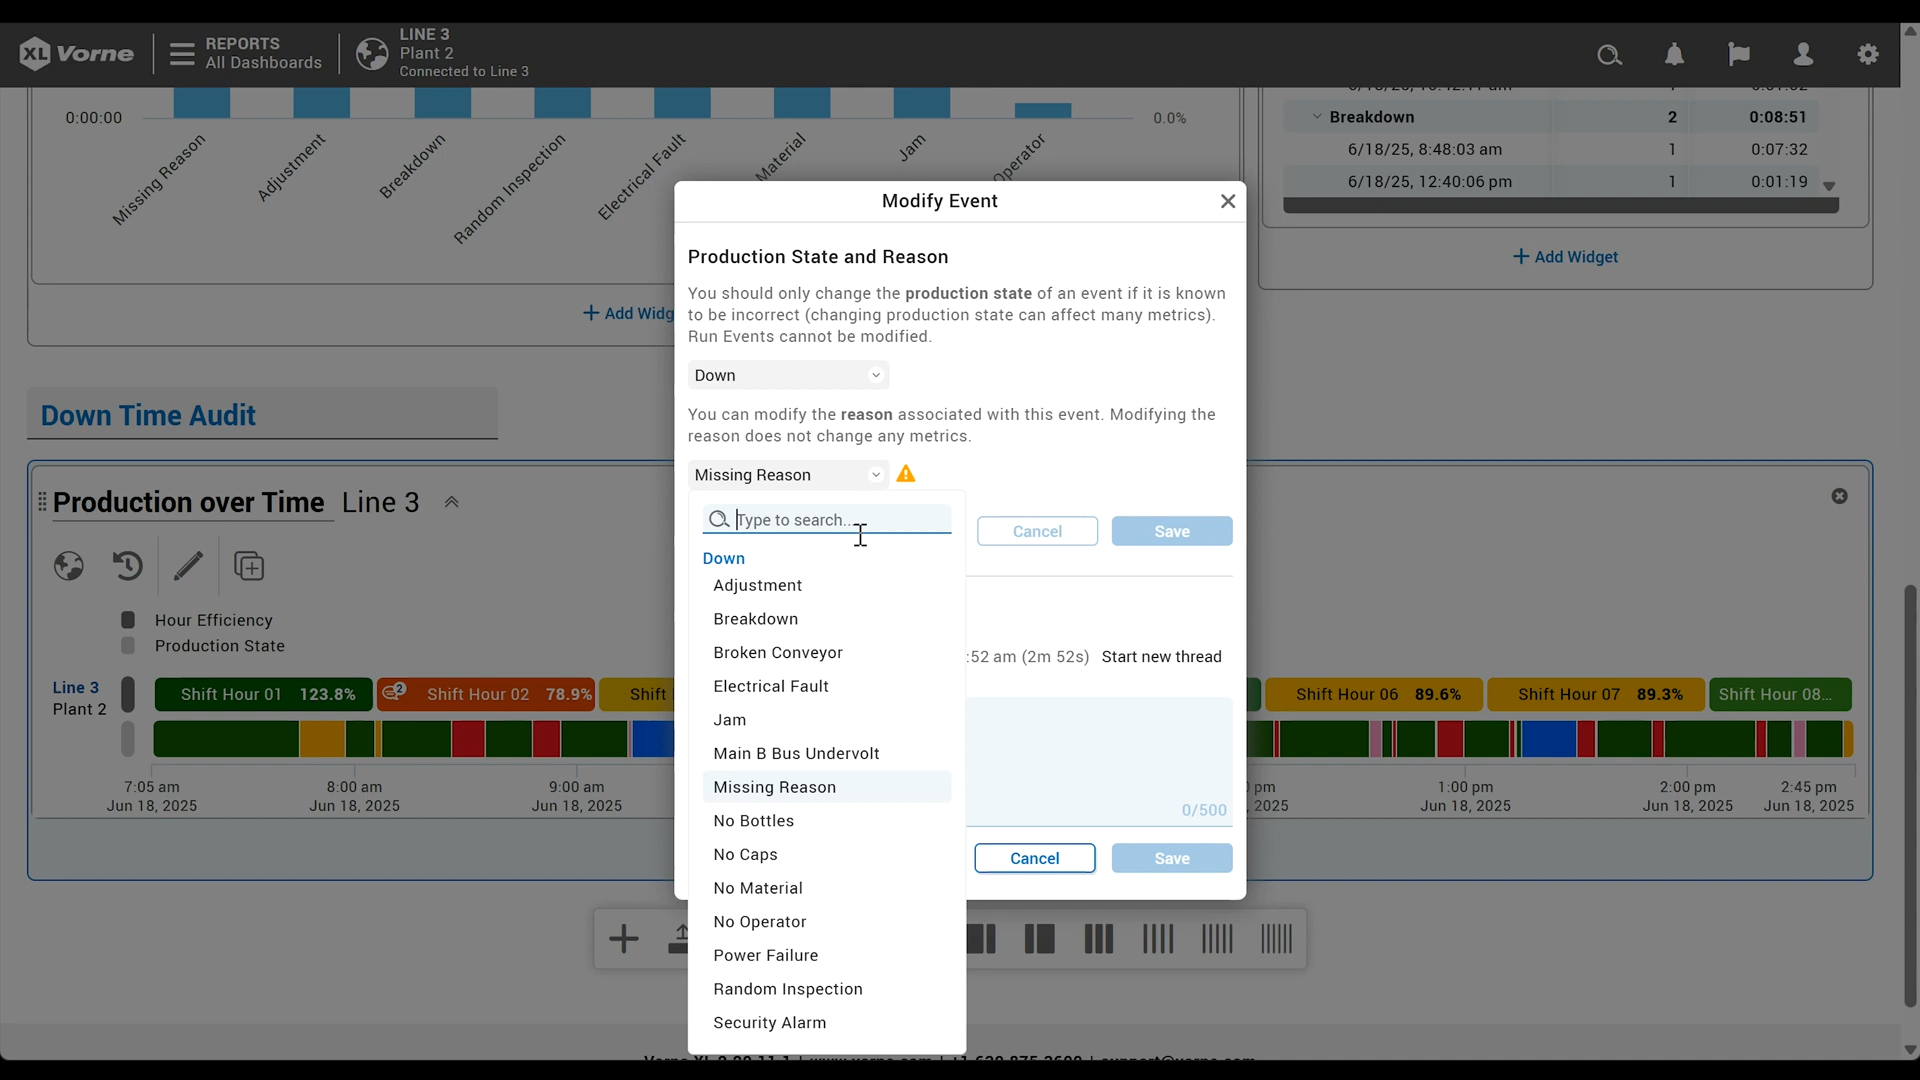 XL Vorne
REPORTS
All Dashboards
LINE 3
Plant 2
Connected to Line 3
0:00:00
0.0%
Missing Reason
Adjustment
Breakdown
Random Inspection
Electrical Fault
Material
Jam
Operator
Breakdown 2 0:08:51
6/18/25, 8:48:03 am 1 0:07:32
6/18/25, 12:40:06 pm 1 0:01:19
+ Add Widget
+ Add Widg
Modify Event
Production State and Reason
You should only change the production state of an event if it is known
to be incorrect (changing production state can affect many metrics).
Run Events cannot be modified.
Down
You can modify the reason associated with this event. Modifying the
reason does not change any metrics.
Missing Reason
Type to search...
Cancel
Save
Down
Adjustment
Breakdown
Broken Conveyor
Electrical Fault
Jam
Main B Bus Undervolt
Missing Reason
No Bottles
No Caps
No Material
No Operator
Power Failure
Random Inspection
Security Alarm
:52 am (2m 52s) Start new thread
0/500
Cancel
Save
Down Time Audit
Production over Time Line 3
Hour Efficiency
Production State
Line 3
Plant 2
Shift Hour 01 123.8%
2 Shift Hour 02 78.9%
Shift
Shift Hour 06 89.6%
Shift Hour 07 89.3%
Shift Hour 08...
7:05 am
Jun 18, 2025
8:00 am
Jun 18, 2025
9:00 am
Jun 18, 2025
pm
, 2025
1:00 pm
Jun 18, 2025
2:00 pm
Jun 18, 2025
2:45 pm
Jun 18, 2025